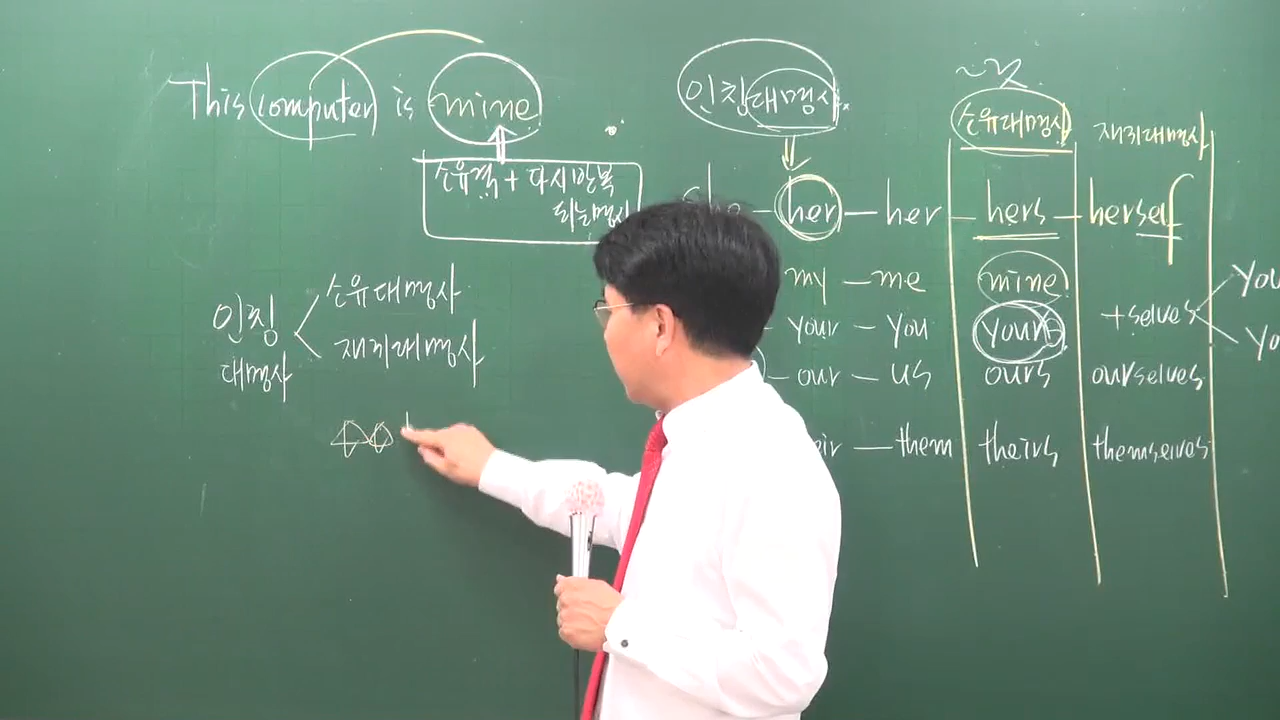 This computer is mine
소유격 + 다시 반복
되는 명사
인칭
대명사
소유대명사
재귀대명사
인칭대명사
~것
소유대명사
재귀대명사
she - her - her - hers - herself
my - me mine
your - you yours +selves
our - us ours ourselves
their - them theirs themselves